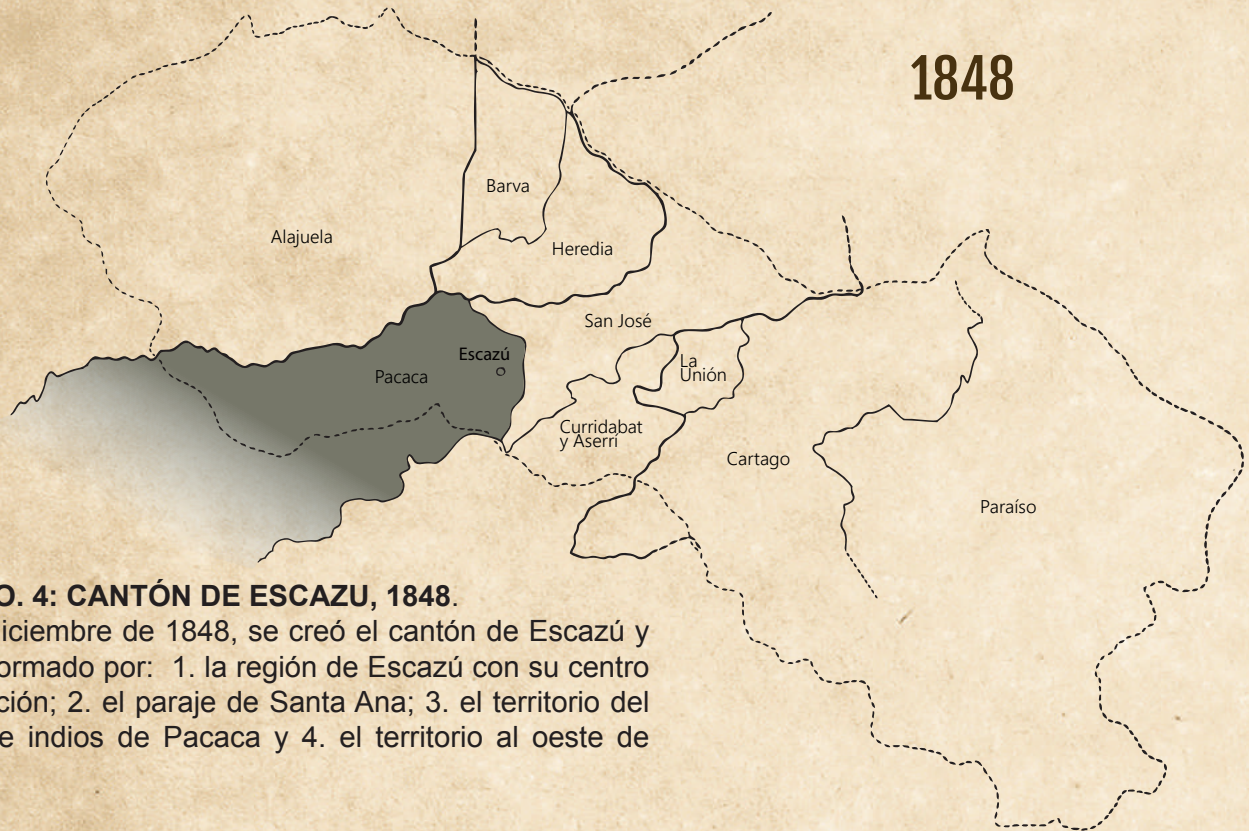 1848
Barva
Alajuela
Heredia
San José
Escazú
La
Unión
Pacaca
Curridabat
y Aserrí
Cartago
Paraíso
O. 4: CANTÓN DE ESCAZU, 1848.
iciembre de 1848, se creó el cantón de Escazú y
ormado por: 1. la región de Escazú con su centro
ción; 2. el paraje de Santa Ana; 3. el territorio del
e indios de Pacaca y 4. el territorio al oeste de